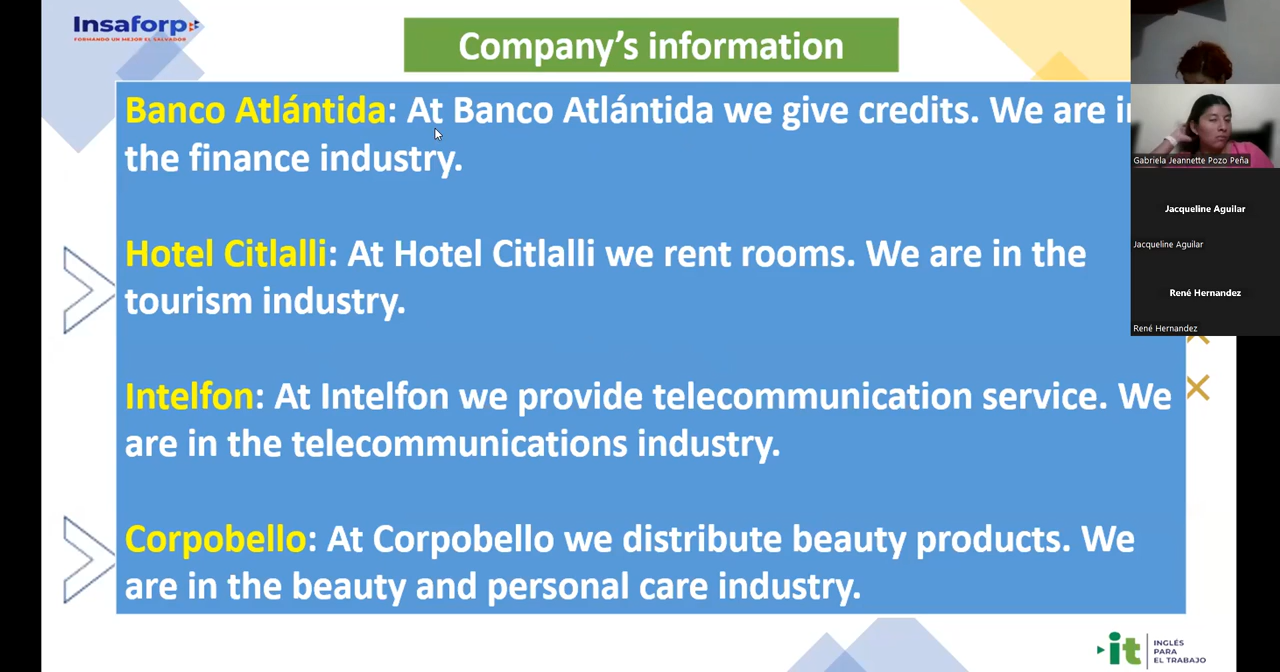 Insaforp
FORMANDO UN MEJOR EL SALVADOR
Company's information
Banco Atlántida: At Banco Atlántida we give credits. We are in
the finance industry.
Hotel Citlalli: At Hotel Citlalli we rent rooms. We are in the
tourism industry.
Intelfon: At Intelfon we provide telecommunication service. We
are in the telecommunications industry.
Corpobello: At Corpobello we distribute beauty products. We
are in the beauty and personal care industry.
Gabriela Jeannette Pozo Peña
Jacqueline Aguilar
Jacqueline Aguilar
René Hernandez
René Hernandez
it
INGLÉS
PARA
EL TRABAJO